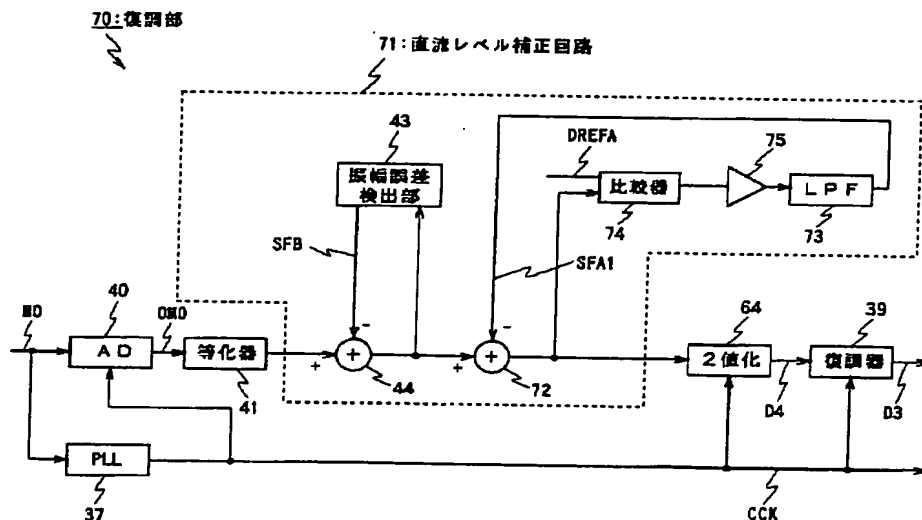 70:復調部
71:直流レベル補正回路
43
振幅誤差
検出部
DREFA
75
比較器
LPF
74
73
SFB
SFA1
MO
40
DMO
AD
等化器
41
44
72
64
39
2値化
復調器
D4
D3
PLL
37
CCK